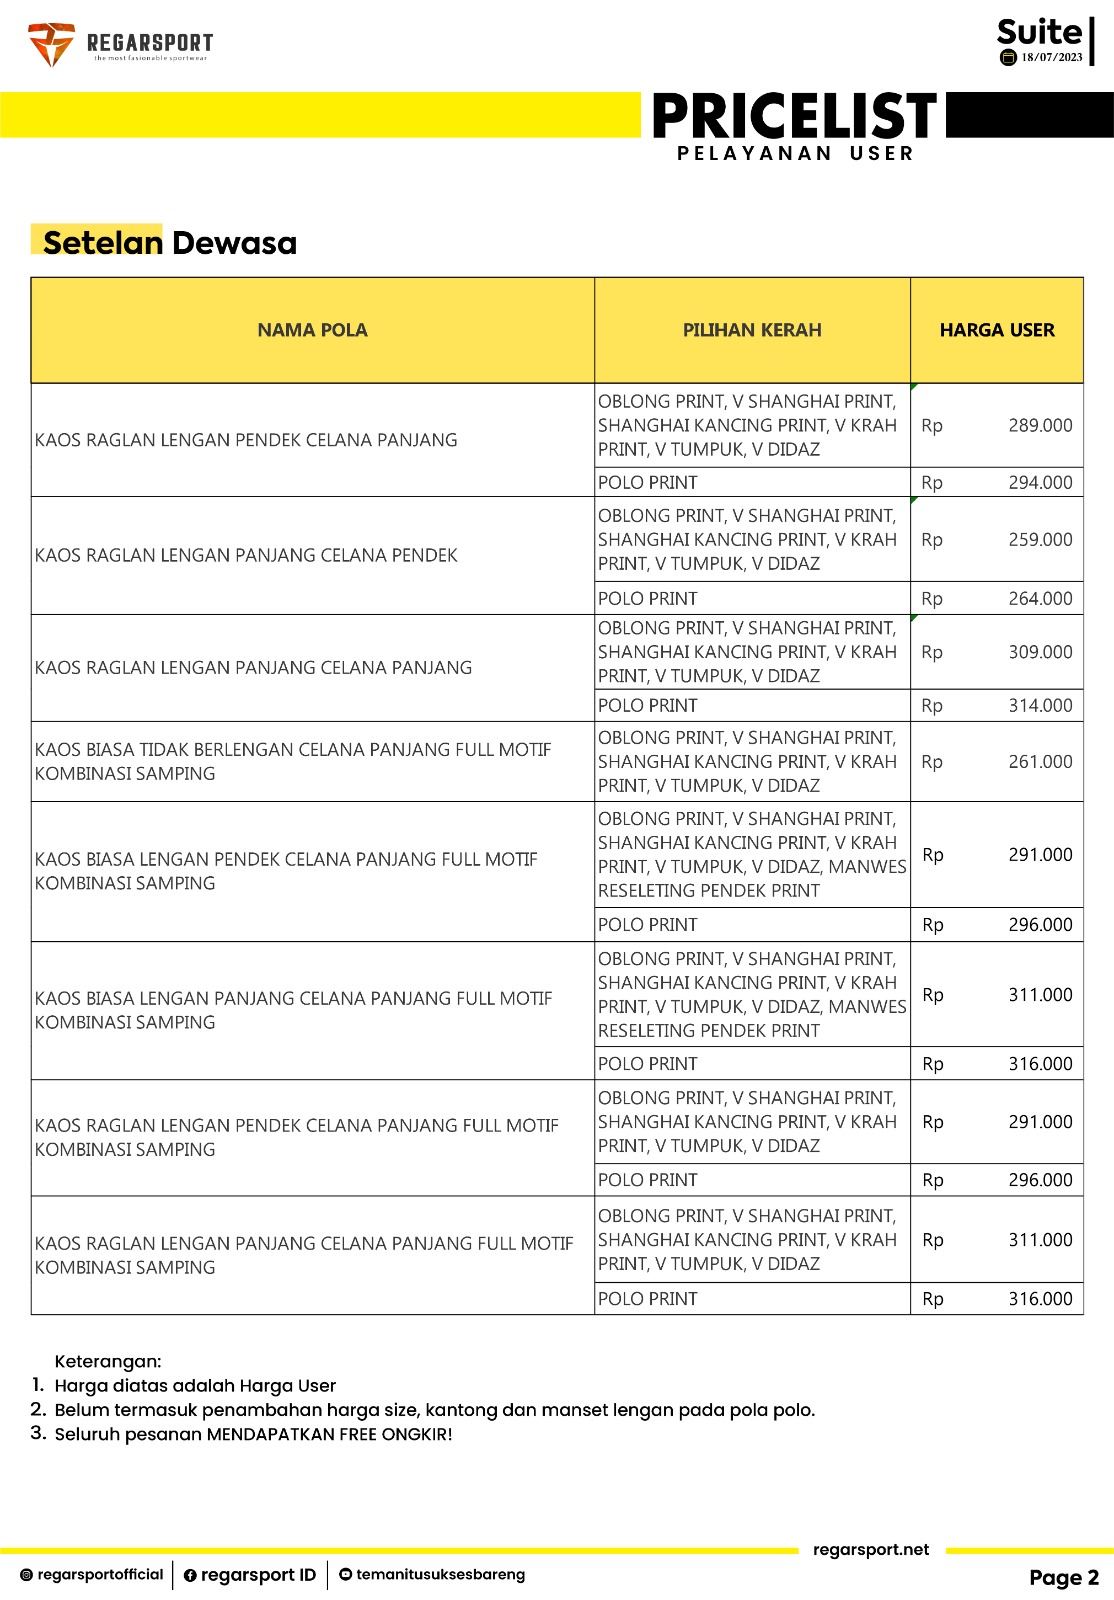 REGARSPORT
the most fasionable sportwear
Suite
18/07/2023
PRICELIST
PELAYANAN USER
Setelan Dewasa
NAMA POLA PILIHAN KERAH HARGA USER
KAOS RAGLAN LENGAN PENDEK CELANA PANJANG
OBLONG PRINT, V SHANGHAI PRINT,
SHANGHAI KANCING PRINT, V KRAH
PRINT, V TUMPUK, V DIDAZ
Rp 289.000
POLO PRINT Rp 294.000
KAOS RAGLAN LENGAN PANJANG CELANA PENDEK
OBLONG PRINT, V SHANGHAI PRINT,
SHANGHAI KANCING PRINT, V KRAH
PRINT, V TUMPUK, V DIDAZ
Rp 259.000
POLO PRINT Rp 264.000
KAOS RAGLAN LENGAN PANJANG CELANA PANJANG
OBLONG PRINT, V SHANGHAI PRINT,
SHANGHAI KANCING PRINT, V KRAH
PRINT, V TUMPUK, V DIDAZ
Rp 309.000
POLO PRINT Rp 314.000
KAOS BIASA TIDAK BERLENGAN CELANA PANJANG FULL MOTIF
KOMBINASI SAMPING
OBLONG PRINT, V SHANGHAI PRINT,
SHANGHAI KANCING PRINT, V KRAH
PRINT, V TUMPUK, V DIDAZ
Rp 261.000
KAOS BIASA LENGAN PENDEK CELANA PANJANG FULL MOTIF
KOMBINASI SAMPING
OBLONG PRINT, V SHANGHAI PRINT,
SHANGHAI KANCING PRINT, V KRAH
PRINT, V TUMPUK, V DIDAZ, MANWES
RESELETING PENDEK PRINT
Rp 291.000
POLO PRINT Rp 296.000
KAOS BIASA LENGAN PANJANG CELANA PANJANG FULL MOTIF
KOMBINASI SAMPING
OBLONG PRINT, V SHANGHAI PRINT,
SHANGHAI KANCING PRINT, V KRAH
PRINT, V TUMPUK, V DIDAZ, MANWES
RESELETING PENDEK PRINT
Rp 311.000
POLO PRINT Rp 316.000
KAOS RAGLAN LENGAN PENDEK CELANA PANJANG FULL MOTIF
KOMBINASI SAMPING
OBLONG PRINT, V SHANGHAI PRINT,
SHANGHAI KANCING PRINT, V KRAH
PRINT, V TUMPUK, V DIDAZ
Rp 291.000
POLO PRINT Rp 296.000
KAOS RAGLAN LENGAN PANJANG CELANA PANJANG FULL MOTIF
KOMBINASI SAMPING
OBLONG PRINT, V SHANGHAI PRINT,
SHANGHAI KANCING PRINT, V KRAH
PRINT, V TUMPUK, V DIDAZ
Rp 311.000
POLO PRINT Rp 316.000
Keterangan:
1. Harga diatas adalah Harga User
2. Belum termasuk penambahan harga size, kantong dan manset lengan pada pola polo.
3. Seluruh pesanan MENDAPATKAN FREE ONGKIR!
regarsport.net
regarsportofficial regarsport ID temanitusuksesbareng
Page 2